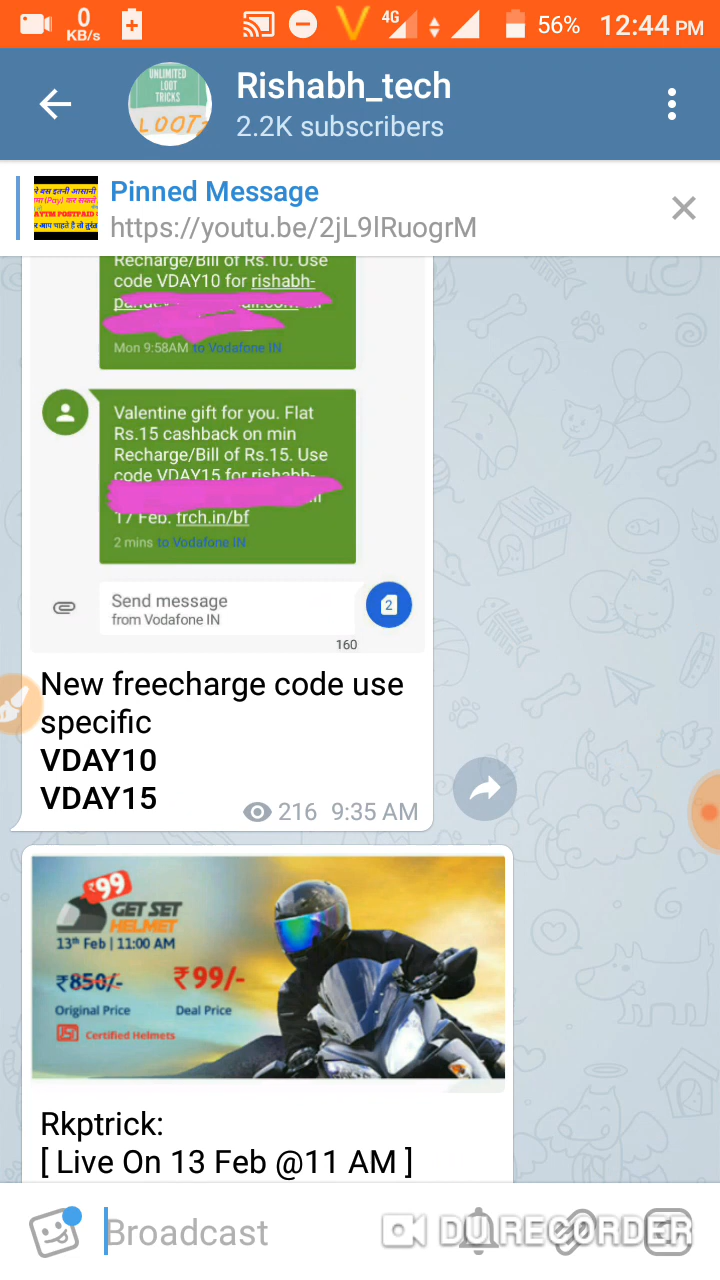 0 KB/s
4G
56%
12:44 PM
UNLIMITED
LOOT
TRICKS
LOOT
Rishabh_tech
2.2K subscribers
Pinned Message
https://youtu.be/2jL9lRuogrM
Recharge/Bill of Rs.10. Use
code VDAY10 for rishabh-
Mon 9:58AM to Vodafone IN
Valentine gift for you. Flat
Rs.15 cashback on min
Recharge/Bill of Rs.15. Use
code VDAY15 for rishabh-
17 Feb. frch.in/bf
2 mins to Vodafone IN
Send message
2
from Vodafone IN
160
New freecharge code use
specific
VDAY10
VDAY15
216 9:35 AM
₹99
GET SET
HELMET
13th Feb | 11:00 AM
₹850/- ₹99/-
Original Price Deal Price
Certified Helmets
Rkptrick:
[ Live On 13 Feb @11 AM ]
Broadcast
DU RECORDER